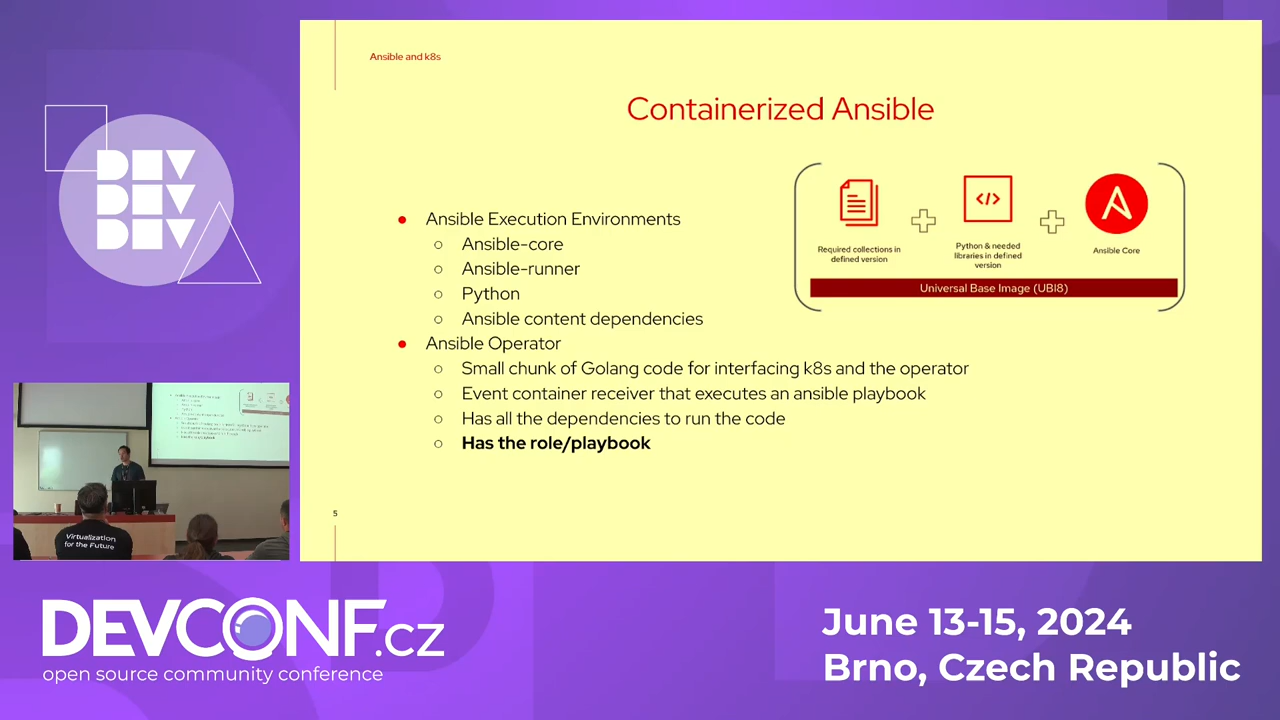 Ansible and k8s
Containerized Ansible
Ansible Execution Environments
Ansible-core
Ansible-runner
Python
Ansible content dependencies
Ansible Operator
Small chunk of Golang code for interfacing k8s and the operator
Event container receiver that executes an ansible playbook
Has all the dependencies to run the code
Has the role/playbook
Required collections in
defined version
Python & needed
libraries in defined
version
Ansible Core
Universal Base Image (UBI8)
5
DEV
DEV
DEV
Virtualization
for the Future
DEVCONF.cz
open source community conference
June 13-15, 2024
Brno, Czech Republic